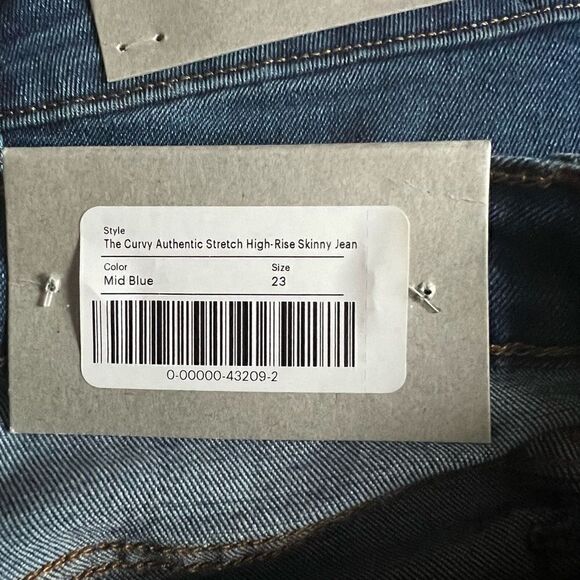 Style
The Curvy Authentic Stretch High-Rise Skinny Jean
Color Size
Mid Blue 23
0-00000-43209-2